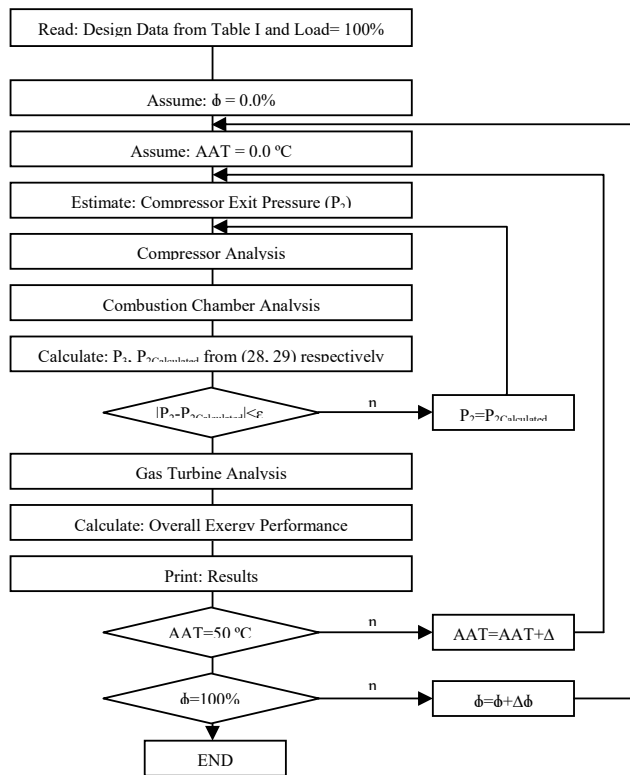 Read: Design Data from Table I and Load= 100%
Assume: ϕ = 0.0%
Assume: AAT = 0.0 ºC
Estimate: Compressor Exit Pressure (P₂)
Compressor Analysis
Combustion Chamber Analysis
Calculate: P₃, P₂Calculated from (28, 29) respectively
|P₂-P₂Calculated|<ε
n
P₂=P₂Calculated
Gas Turbine Analysis
Calculate: Overall Exergy Performance
Print: Results
AAT=50 ºC
n
AAT=AAT+Δ
ϕ=100%
n
ϕ=ϕ+Δϕ
END